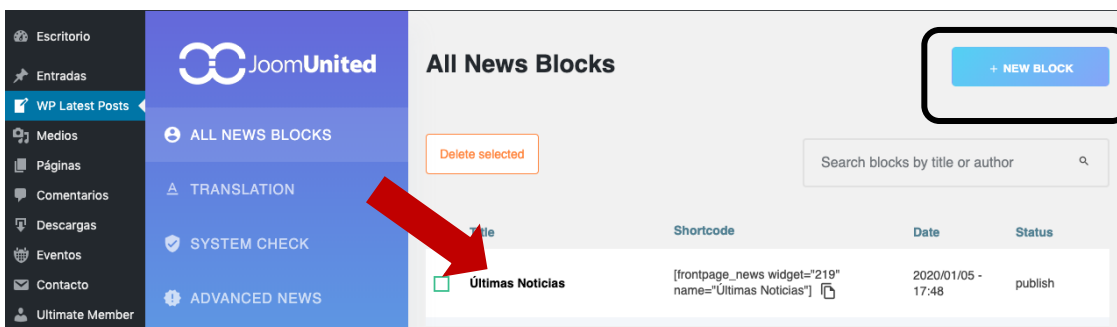 Escritorio
Entradas
WP Latest Posts
Medios
Páginas
Comentarios
Descargas
Eventos
Contacto
Ultimate Member
JoomUnited
ALL NEWS BLOCKS
TRANSLATION
SYSTEM CHECK
ADVANCED NEWS
All News Blocks
+ NEW BLOCK
Delete selected
Search blocks by title or author
Title Shortcode Date Status
Últimas Noticias [frontpage_news widget="219" 2020/01/05 - publish
name="Últimas Noticias"] 17:48